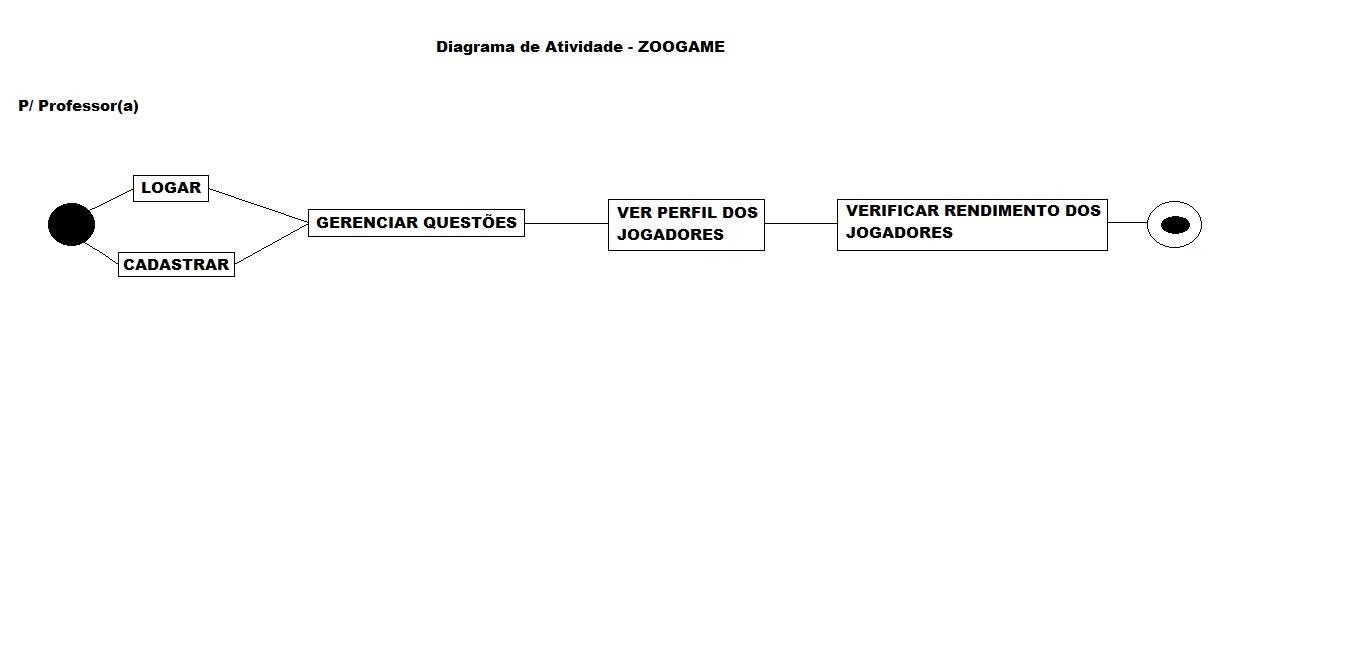 Diagrama de Atividade - ZOOGAME
P/ Professor(a)
LOGAR
CADASTRAR
GERENCIAR QUESTÕES
VER PERFIL DOS
JOGADORES
VERIFICAR RENDIMENTO DOS
JOGADORES